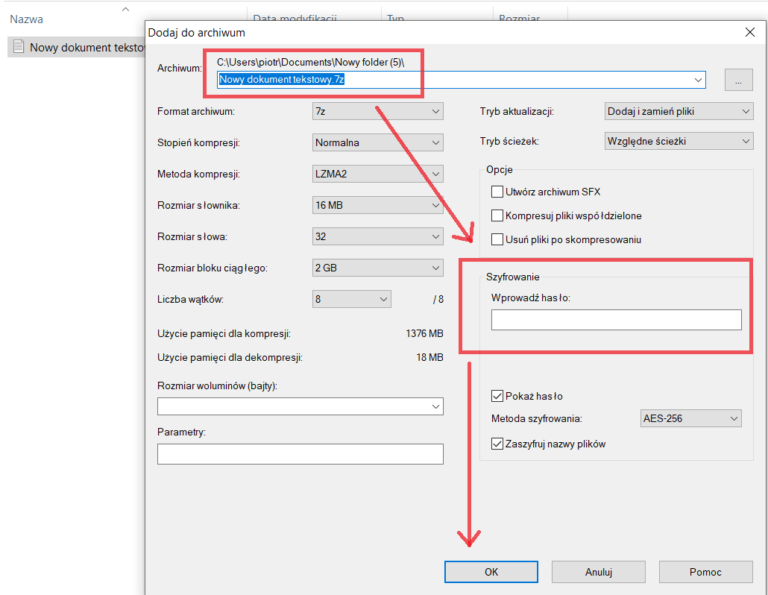 Nazwa
Data modyfikacji
Typ
Rozmiar
Nowy dokument teksto
Dodaj do archiwum
Archiwum:
C:\Users\piotr\Documents\Nowy folder (5)\
Nowy dokument tekstowy.7z
...
Format archiwum:
7z
Stopień kompresji:
Normalna
Metoda kompresji:
LZMA2
Rozmiar słownika:
16 MB
Rozmiar słowa:
32
Rozmiar bloku ciągłego:
2 GB
Liczba wątków:
8
/ 8
Użycie pamięci dla kompresji:
1376 MB
Użycie pamięci dla dekompresji:
18 MB
Rozmiar woluminów (bajty):
Parametry:
Tryb aktualizacji:
Dodaj i zamień pliki
Tryb ścieżek:
Względne ścieżki
Opcje
Utwórz archiwum SFX
Kompresuj pliki współdzielone
Usuń pliki po skompresowaniu
Szyfrowanie
Wprowadź hasło:
Pokaż hasło
Metoda szyfrowania:
AES-256
Zaszyfruj nazwy plików
OK
Anuluj
Pomoc